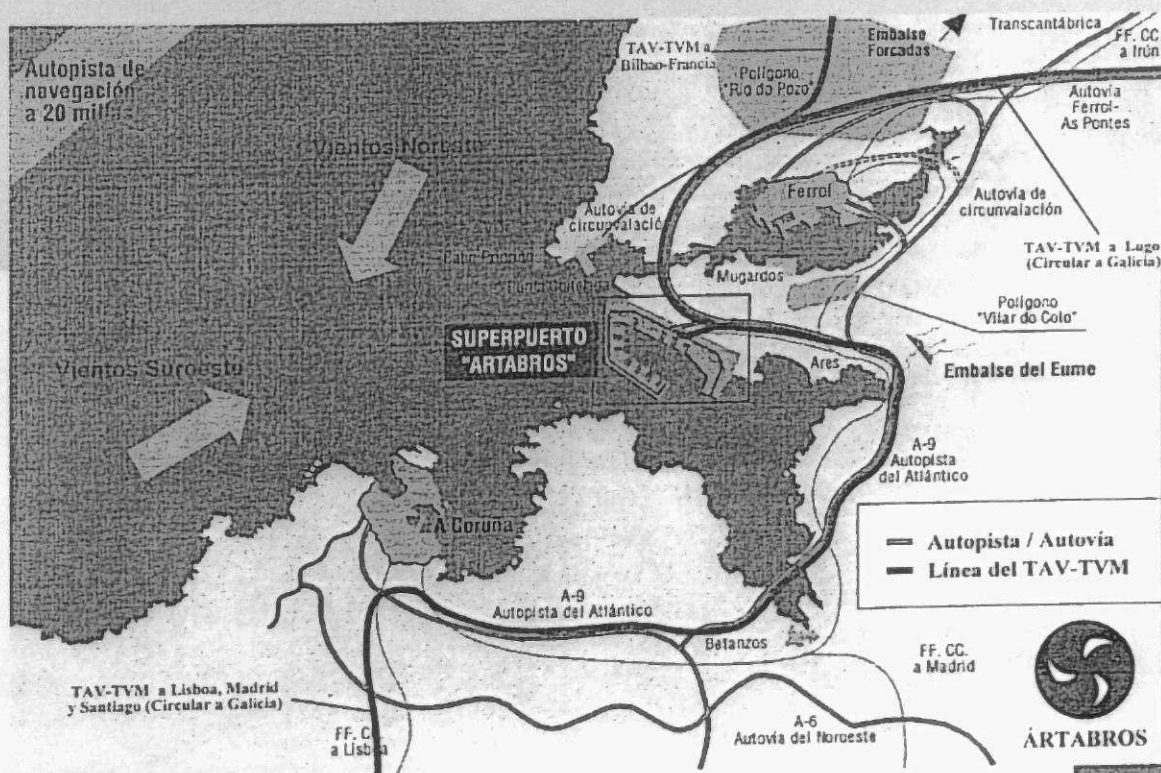 Autopista de
navegación
a 20 millas
TAV-TVM a
Bilbao-Francia
Polígono
"Río do Pozo"
Embalse
Forcadas
Transcantábrica
FF. CC.
a Irún
Autovía
Ferrol-
As Pontes
Vientos Noreste
Ferrol
Autovía de
circunvalación
Autovía de
circunvalación
TAV-TVM a Lugo
(Circular a Galicia)
Mugardos
Polígono
"Vilar do Colo"
SUPERPUERTO
"ARTABROS"
Ares
Embalse del Eume
Vientos Suroeste
A-9
Autopista
del Atlántico
A Coruña
Autopista / Autovía
Línea del TAV-TVM
A-9
Autopista del Atlántico
Betanzos
FF. CC.
a Madrid
TAV-TVM a Lisboa, Madrid
y Santiago (Circular a Galicia)
FF. CC.
a Lisboa
A-6
Autovía del Noroeste
ÁRTABROS